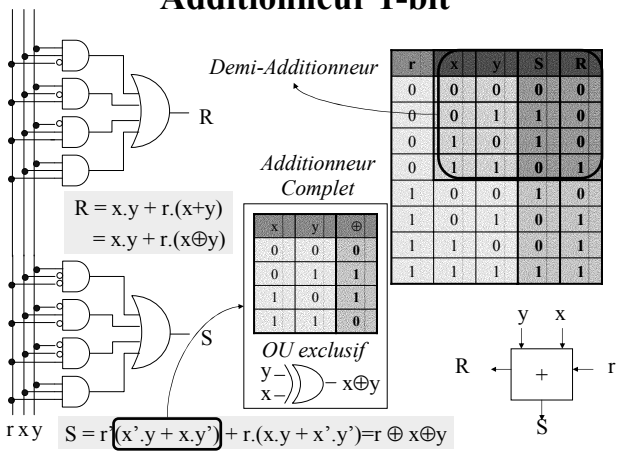 Additionneur 1-bit
Demi-Additionneur
r x y S R
0 0 0 0 0
0 0 1 1 0
0 1 0 1 0
0 1 1 0 1
1 0 0 1 0
1 0 1 0 1
1 1 0 0 1
1 1 1 1 1
R
Additionneur
Complet
R = x.y + r.(x+y)
= x.y + r.(x⊕y)
x y ⊕
0 0 0
0 1 1
1 0 1
1 1 0
OU exclusif
y
x
x⊕y
S
y x
R + r
S
r x y
S = r'(x'.y + x.y') + r.(x.y + x'.y')=r ⊕ x⊕y